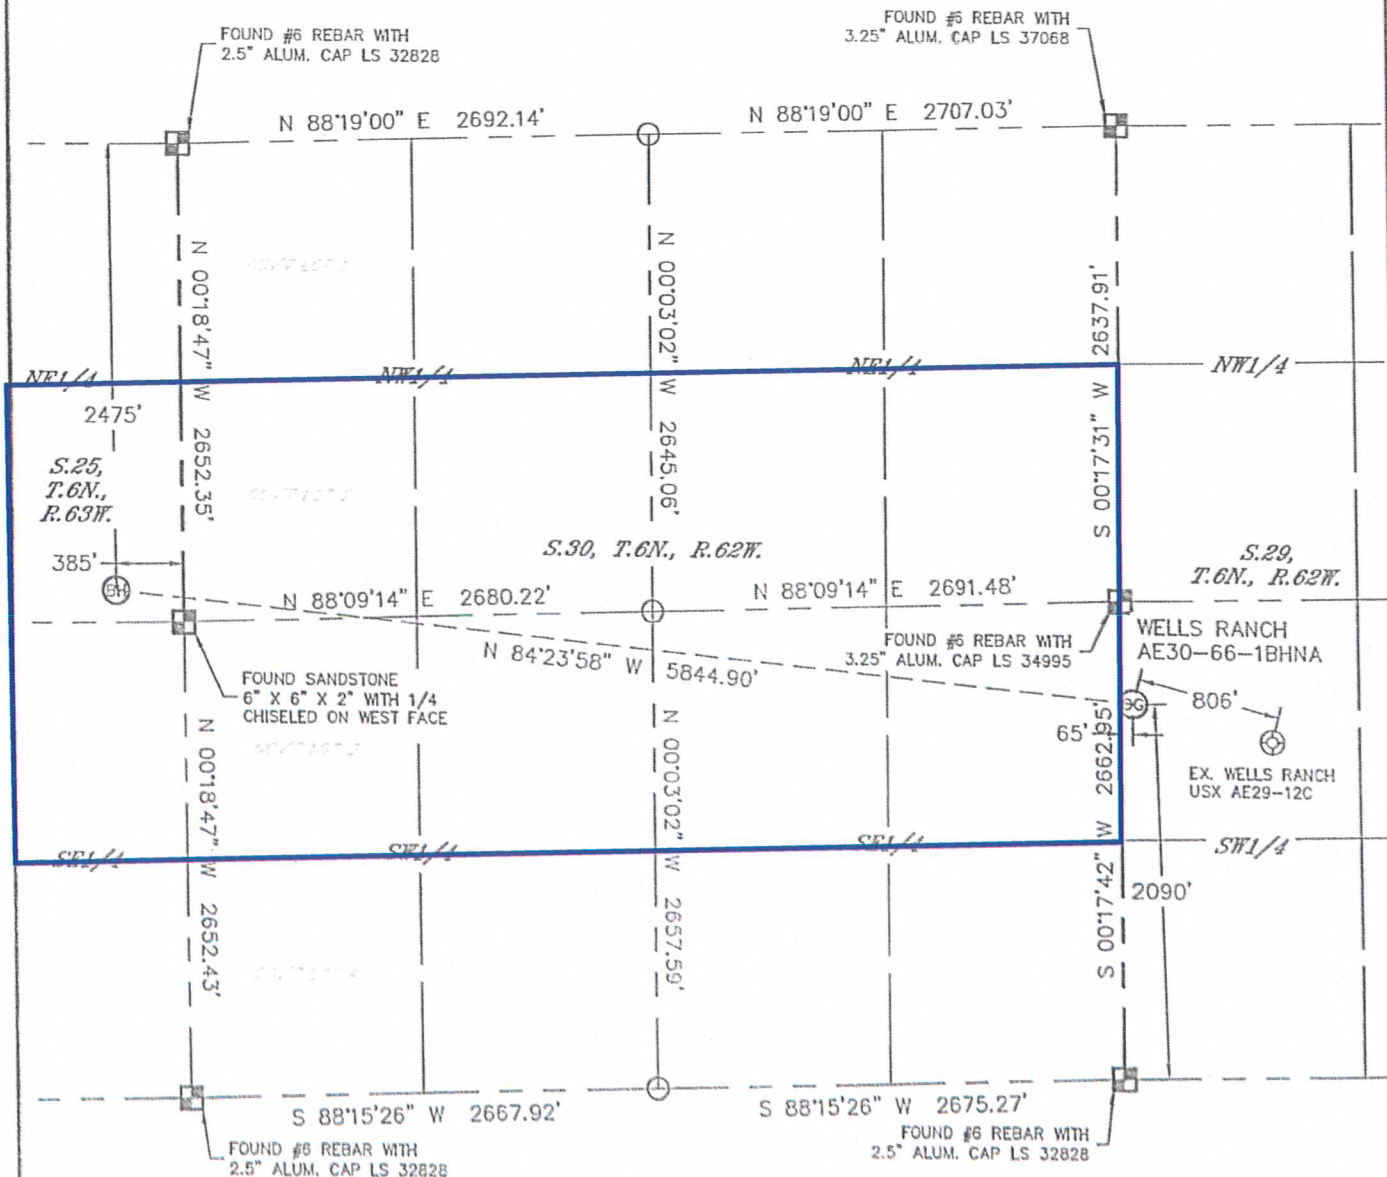 FOUND #6 REBAR WITH
2.5" ALUM. CAP LS 32828
FOUND #6 REBAR WITH
3.25" ALUM. CAP LS 37068
N 88°19'00" E 2692.14'
N 88°19'00" E 2707.03'
N 00°18'47" W 2652.35'
N 00°03'02" W 2645.06'
S 00°17'31" W 2637.91'
NE1/4
NW1/4
NE1/4
NW1/4
2475'
S.25,
T.6N.,
R.63W.
385'
BH
S.30, T.6N., R.62W.
S.29,
T.6N., R.62W.
N 88°09'14" E 2680.22'
N 88°09'14" E 2691.48'
FOUND #6 REBAR WITH
3.25" ALUM. CAP LS 34995
WELLS RANCH
AE30-66-1BHNA
N 84°23'58" W 5844.90'
FOUND SANDSTONE
6" X 6" X 2" WITH 1/4
CHISELED ON WEST FACE
806'
65'
EX. WELLS RANCH
USX AE29-12C
N 00°18'47" W 2652.43'
N 00°03'02" W 2657.59'
S 00°17'42" W 2662.95'
SE1/4
SW1/4
SE1/4
SW1/4
2090'
S 88°15'26" W 2667.92'
S 88°15'26" W 2675.27'
FOUND #6 REBAR WITH
2.5" ALUM. CAP LS 32828
FOUND #6 REBAR WITH
2.5" ALUM. CAP LS 32828